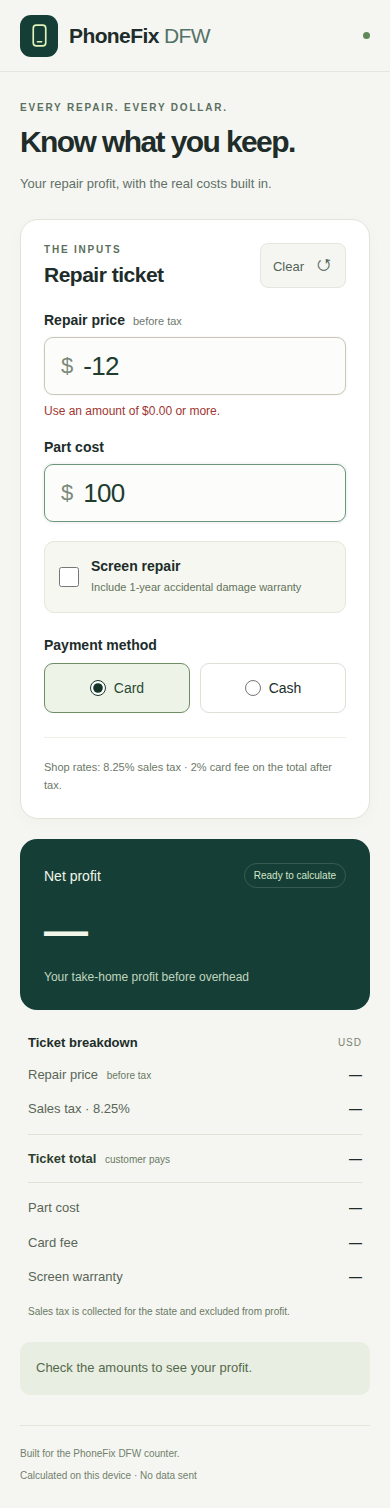 PhoneFix DFW
EVERY REPAIR. EVERY DOLLAR.
Know what you keep.
Your repair profit, with the real costs built in.
THE INPUTS
Repair ticket
Clear
Repair price before tax
$ -12
Use an amount of $0.00 or more.
Part cost
$ 100
Screen repair
Include 1-year accidental damage warranty
Payment method
Card
Cash
Shop rates: 8.25% sales tax · 2% card fee on the total after
tax.
Net profit
Ready to calculate
—
Your take-home profit before overhead
Ticket breakdown USD
Repair price before tax —
Sales tax · 8.25% —
Ticket total customer pays —
Part cost —
Card fee —
Screen warranty —
Sales tax is collected for the state and excluded from profit.
Check the amounts to see your profit.
Built for the PhoneFix DFW counter.
Calculated on this device · No data sent